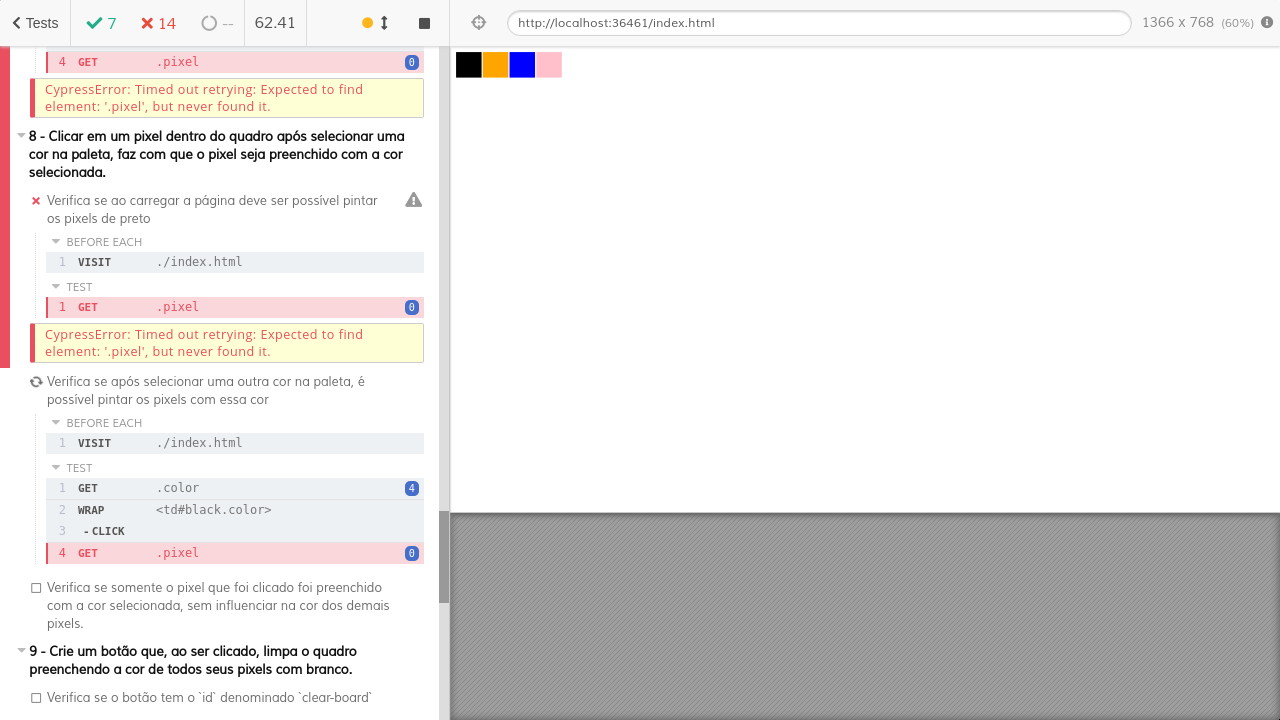 Tests 7 14 -- 62.41 http://localhost:36461/index.html 1366 x 768 (60%)
4 GET .pixel 0
CypressError: Timed out retrying: Expected to find
element: '.pixel', but never found it.
8 - Clicar em um pixel dentro do quadro após selecionar uma
cor na paleta, faz com que o pixel seja preenchido com a cor
selecionada.
Verifica se ao carregar a página deve ser possível pintar
os pixels de preto
BEFORE EACH
1 VISIT ./index.html
TEST
1 GET .pixel 0
CypressError: Timed out retrying: Expected to find
element: '.pixel', but never found it.
Verifica se após selecionar uma outra cor na paleta, é
possível pintar os pixels com essa cor
BEFORE EACH
1 VISIT ./index.html
TEST
1 GET .color 4
2 WRAP <td#black.color>
3 - CLICK
4 GET .pixel 0
Verifica se somente o pixel que foi clicado foi preenchido
com a cor selecionada, sem influenciar na cor dos demais
pixels.
9 - Crie um botão que, ao ser clicado, limpa o quadro
preenchendo a cor de todos seus pixels com branco.
Verifica se o botão tem o `id` denominado `clear-board`